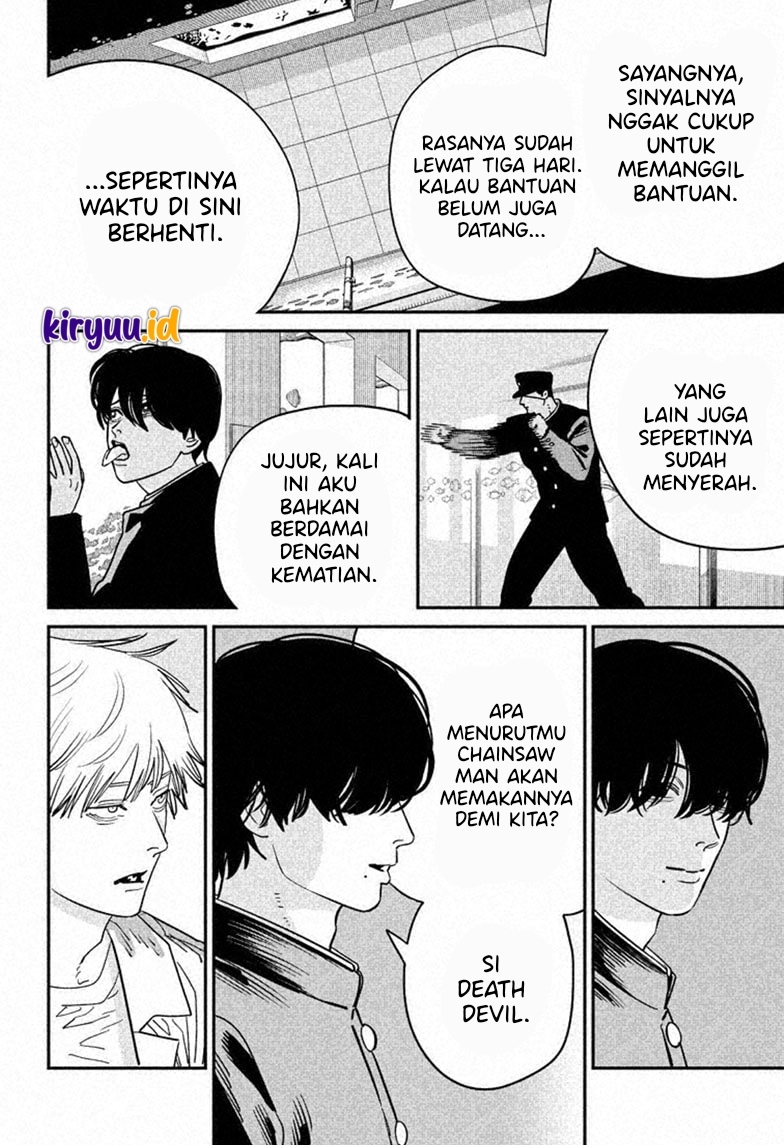 SAYANGNYA,
SINYALNYA
NGGAK CUKUP
UNTUK
MEMANGGIL
BANTUAN.
RASANYA SUDAH
LEWAT TIGA HARI.
KALAU BANTUAN
BELUM JUGA
DATANG...
...SEPERTINYA
WAKTU DI SINI
BERHENTI.
kiryuu.id
YANG
LAIN JUGA
SEPERTINYA
SUDAH
MENYERAH.
JUJUR, KALI
INI AKU
BAHKAN
BERDAMAI
DENGAN
KEMATIAN.
APA
MENURUTMU
CHAINSAW
MAN AKAN
MEMAKANNYA
DEMI KITA?
SI
DEATH
DEVIL.